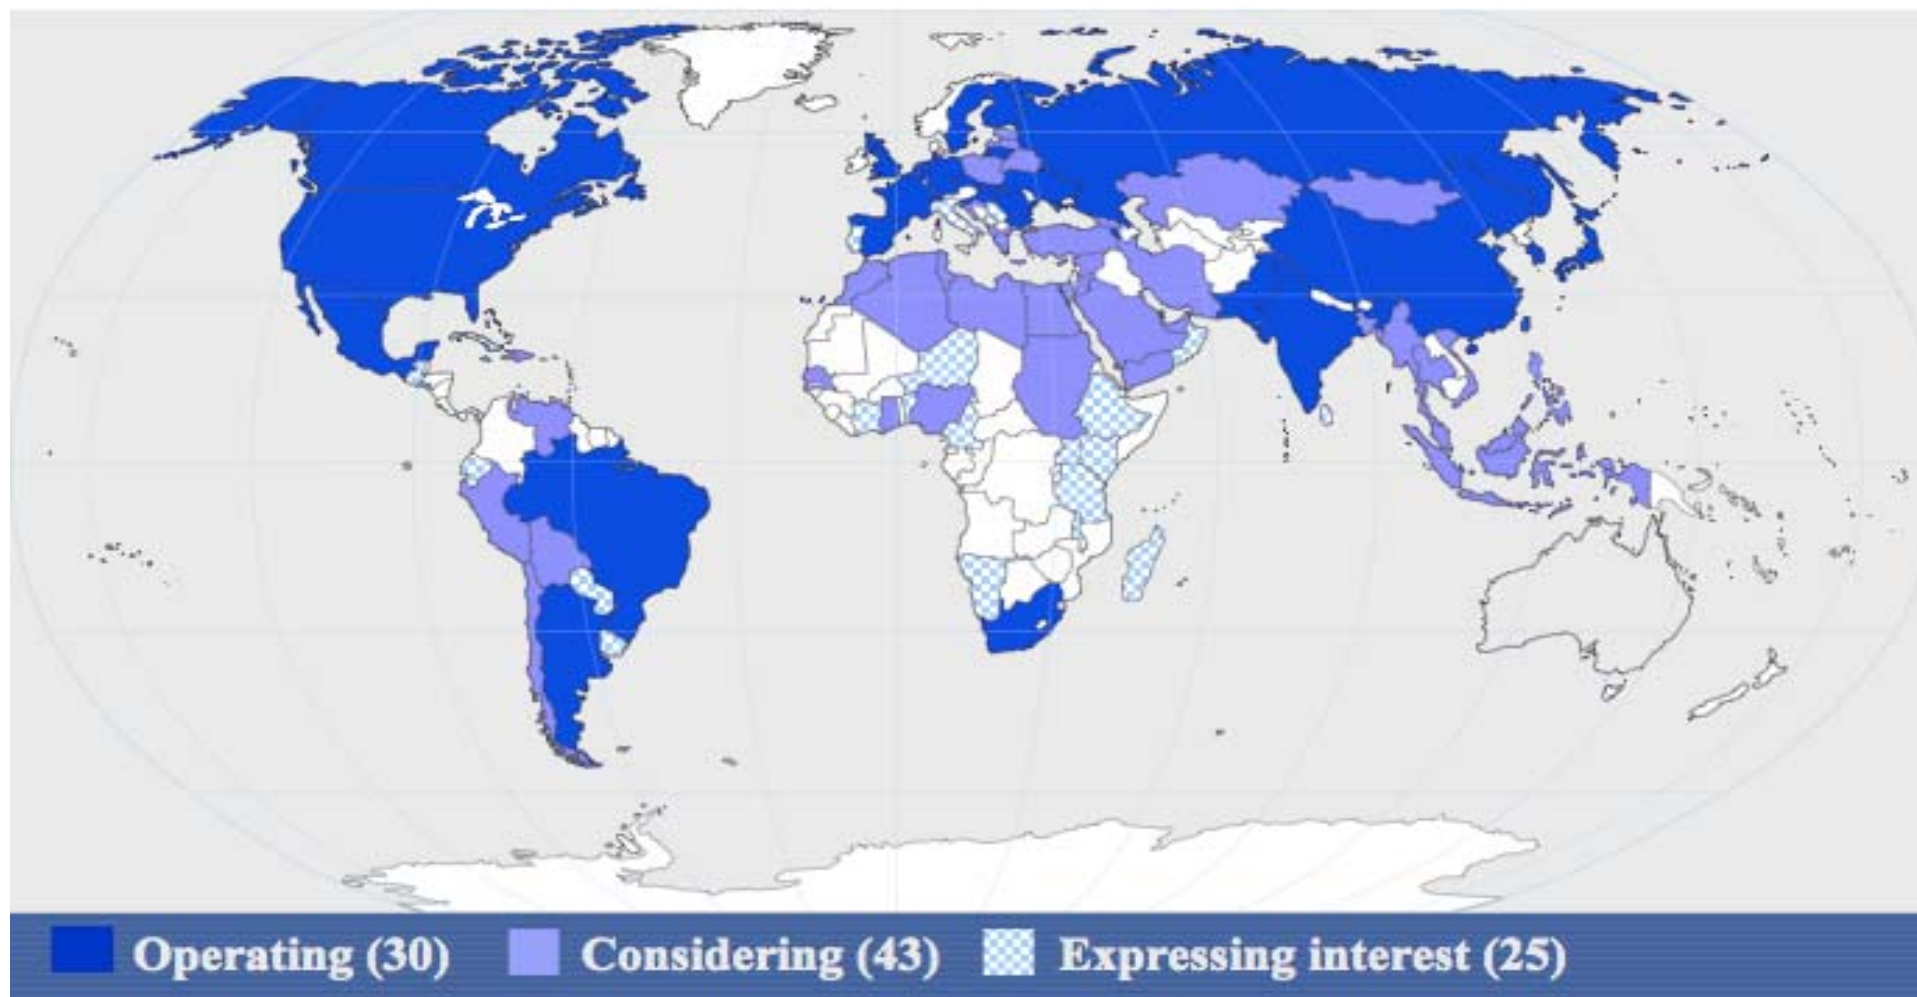 Operating (30) Considering (43) Expressing interest (25)